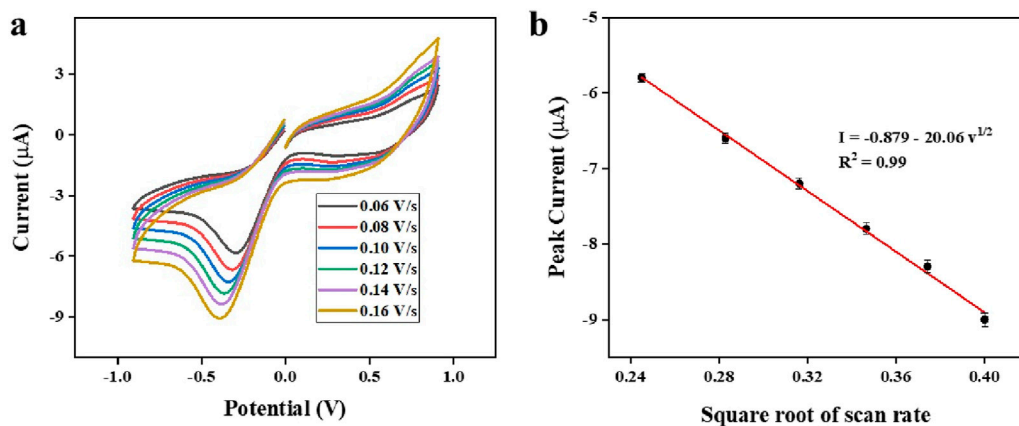 a
Current (μA)
3
0
-3
-6
-9
0.06 V/s
0.08 V/s
0.10 V/s
0.12 V/s
0.14 V/s
0.16 V/s
-1.0 -0.5 0.0 0.5 1.0
Potential (V)
b
Peak Current (μA)
-5
-6
-7
-8
-9
I = -0.879 - 20.06 v1/2
R2 = 0.99
0.24 0.28 0.32 0.36 0.40
Square root of scan rate